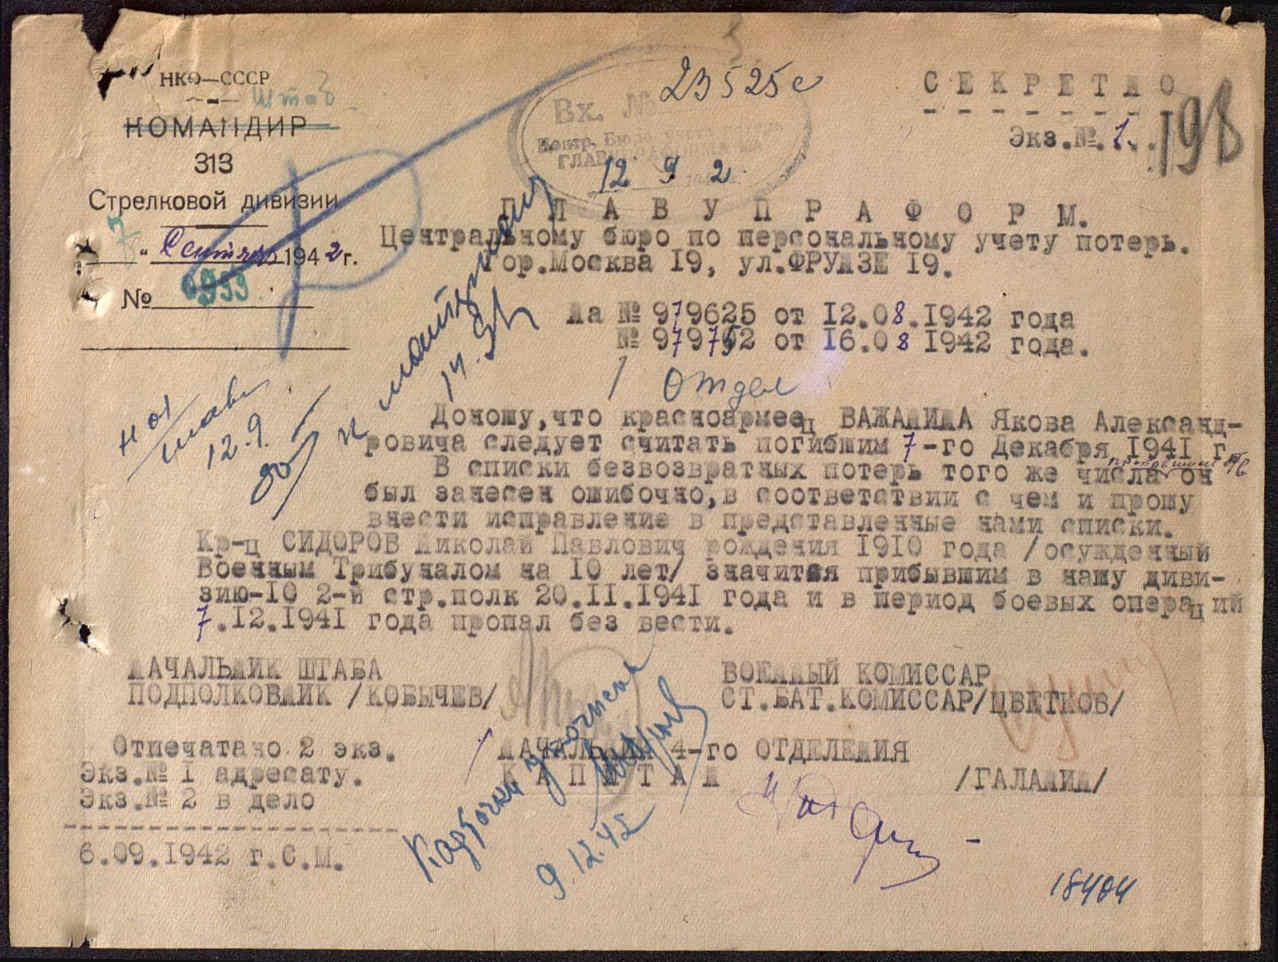 НКО—СССР
Штаб
КОМАНДИР
313
Стрелковой дивизии
7 " Сентябр 1942 г.
№ 0959
Вх. № 23525с
Центр. Бюро
12 9 2
СЕКРЕТНО
Экз.№ 1.
198
ГЛАВУПРАФОРМ.
Центральному бюро по персональному учету потерь.
Гор.Москва 19, ул.ФРУНЗЕ 19.
На № 979625 от 12.08.1942 года
№ 979752 от 16.08 1942 года.
1 отдел
12.9.
Доношу,что красноармеец ВАЖАНИНА Якова Александ-
ровича следует считать погибшим 7-го Декабря 1941 г.
В списки безвозвратных потерь того же числа он
пропавшим б/в
был занесен ошибочно,в соответствии с чем и прошу
внести исправление в представленные нами списки.
Кр-ц СИДОРОВ Николай Павлович рождения 1910 года /осужденный
Военным Трибуналом на 10 лет/ значится прибывшим в нашу диви-
зию-10 2-й стр.полк 20.11.1941 года и в период боевых операций
7.12.1941 года пропал без вести.
НАЧАЛЬНИК ШТАБА
ПОДПОЛКОВНИК /КОБЫЧЕВ/
ВОЕННЫЙ КОМИССАР
СТ.БАТ.КОМИССАР/ЦВЕТКОВ/
Отпечатано 2 экз.
Экз.№ 1 адресату.
Экз.№ 2 в дело
6.09.1942 г.С.М.
НАЧАЛЬНИК 4-го ОТДЕЛЕНИЯ
КАПИТАН /ГАЛАНИН/
9.12.42
18404